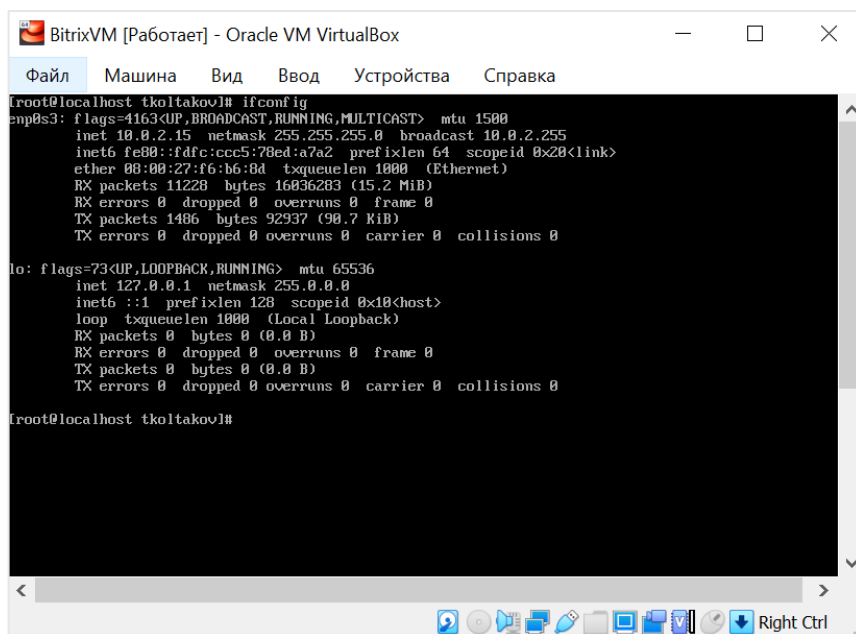 BitrixVM [Работает] - Oracle VM VirtualBox
Файл Машина Вид Ввод Устройства Справка
[root@localhost tkoltakov]# ifconfig
enp0s3: flags=4163<UP,BROADCAST,RUNNING,MULTICAST> mtu 1500
inet 10.0.2.15 netmask 255.255.255.0 broadcast 10.0.2.255
inet6 fe80::fdfc:ccc5:78ed:a7a2 prefixlen 64 scopeid 0x20<link>
ether 08:00:27:f6:b6:8d txqueuelen 1000 (Ethernet)
RX packets 11228 bytes 16036283 (15.2 MiB)
RX errors 0 dropped 0 overruns 0 frame 0
TX packets 1486 bytes 92937 (90.7 KiB)
TX errors 0 dropped 0 overruns 0 carrier 0 collisions 0
lo: flags=73<UP,LOOPBACK,RUNNING> mtu 65536
inet 127.0.0.1 netmask 255.0.0.0
inet6 ::1 prefixlen 128 scopeid 0x10<host>
loop txqueuelen 1000 (Local Loopback)
RX packets 0 bytes 0 (0.0 B)
RX errors 0 dropped 0 overruns 0 frame 0
TX packets 0 bytes 0 (0.0 B)
TX errors 0 dropped 0 overruns 0 carrier 0 collisions 0
[root@localhost tkoltakov]#
Right Ctrl